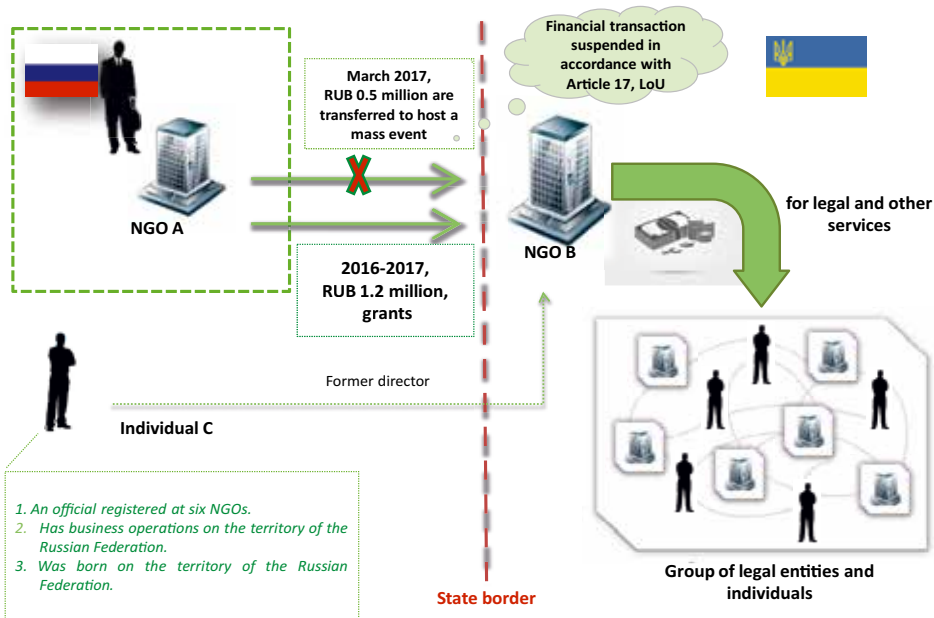 Financial transaction
suspended in
accordance with
Article 17, LoU
March 2017,
RUB 0.5 million are
transferred to host a
mass event
NGO A
NGO B
for legal and other
services
2016-2017,
RUB 1.2 million,
grants
Former director
Individual C
1. An official registered at six NGOs.
2. Has business operations on the territory of the
Russian Federation.
3. Was born on the territory of the Russian
Federation.
State border
Group of legal entities and
individuals